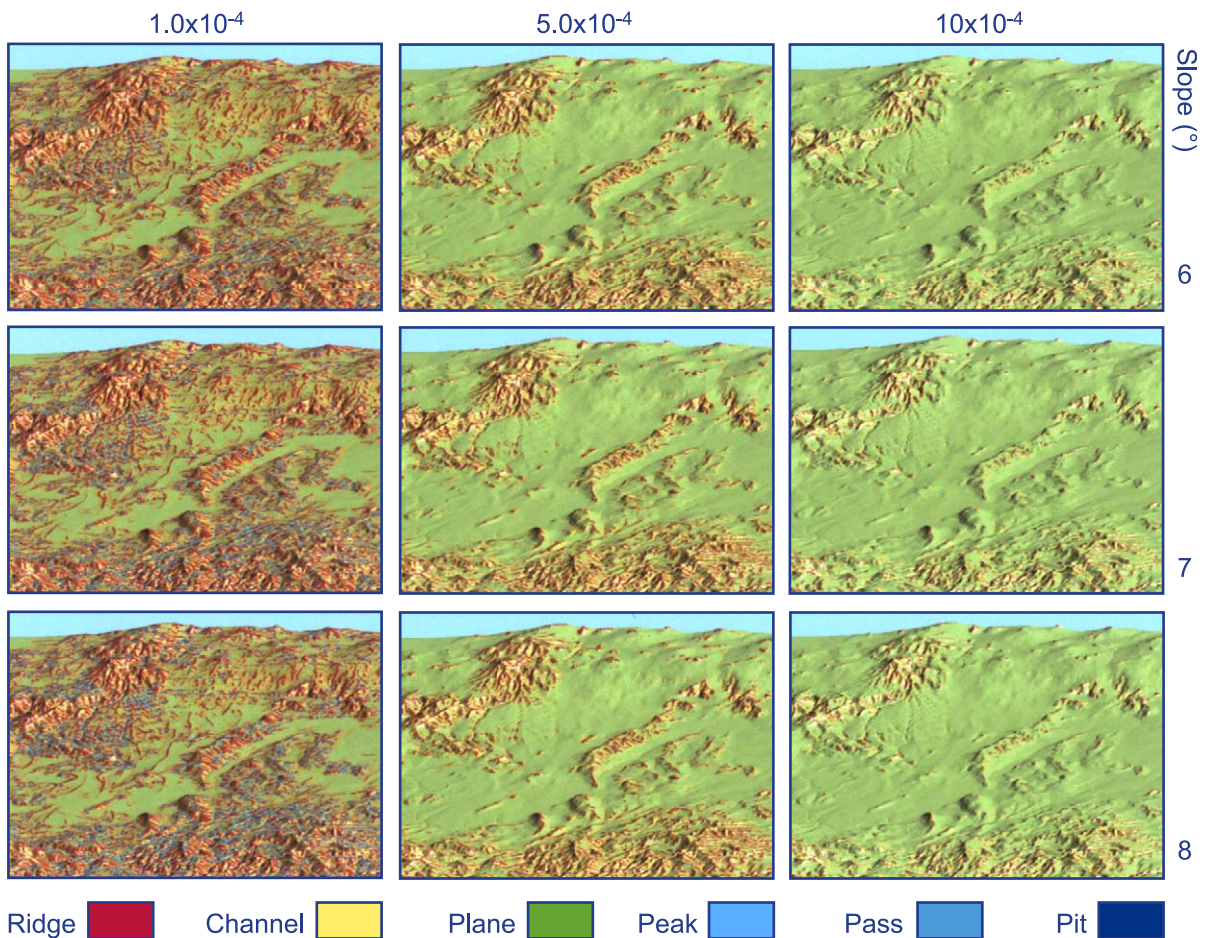 1.0x10-4 5.0x10-4 10x10-4
Slope (°)
6
7
8
Ridge Channel Plane Peak Pass Pit